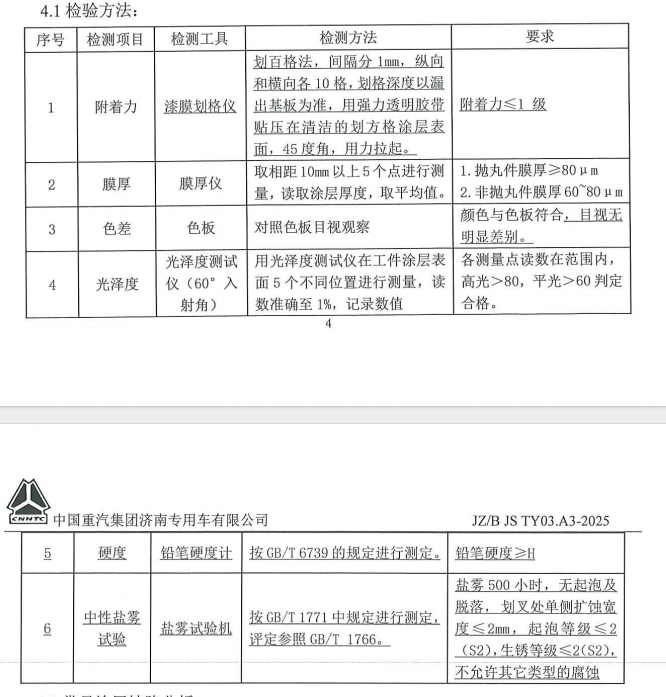 4.1 检验方法：
序号 检测项目 检测工具 检测方法 要求
1 附着力 漆膜划格仪
划百格法，间隔分 1mm，纵向
和横向各 10 格，划格深度以漏
出基板为准，用强力透明胶带
贴压在清洁的划方格涂层表
面，45 度角，用力拉起。
附着力≤1 级
2 膜厚 膜厚仪
取相距 10mm 以上 5 个点进行测
量，读取涂层厚度，取平均值。
1.抛丸件膜厚≥80μm
2.非抛丸件膜厚 60~80μm
3 色差 色板 对照色板目视观察
颜色与色板符合，目视无
明显差别。
4 光泽度
光泽度测试
仪（60°入
射角）
用光泽度测试仪在工件涂层表
面 5 个不同位置进行测量，读
数准确至 1%，记录数值
各测量点读数在范围内，
高光＞80，平光＞60 判定
合格。
4
CNHTC
中国重汽集团济南专用车有限公司 JZ/B JS TY03.A3-2025
5 硬度 铅笔硬度计 按 GB/T 6739 的规定进行测定。 铅笔硬度≥H
6
中性盐雾
试验
盐雾试验机
按 GB/T 1771 中规定进行测定，
评定参照 GB/T 1766。
盐雾 500 小时，无起泡及
脱落，划叉处单侧扩蚀宽
度≤2mm，起泡等级≤2
（S2），生锈等级≤2(S2)，
不允许其它类型的腐蚀